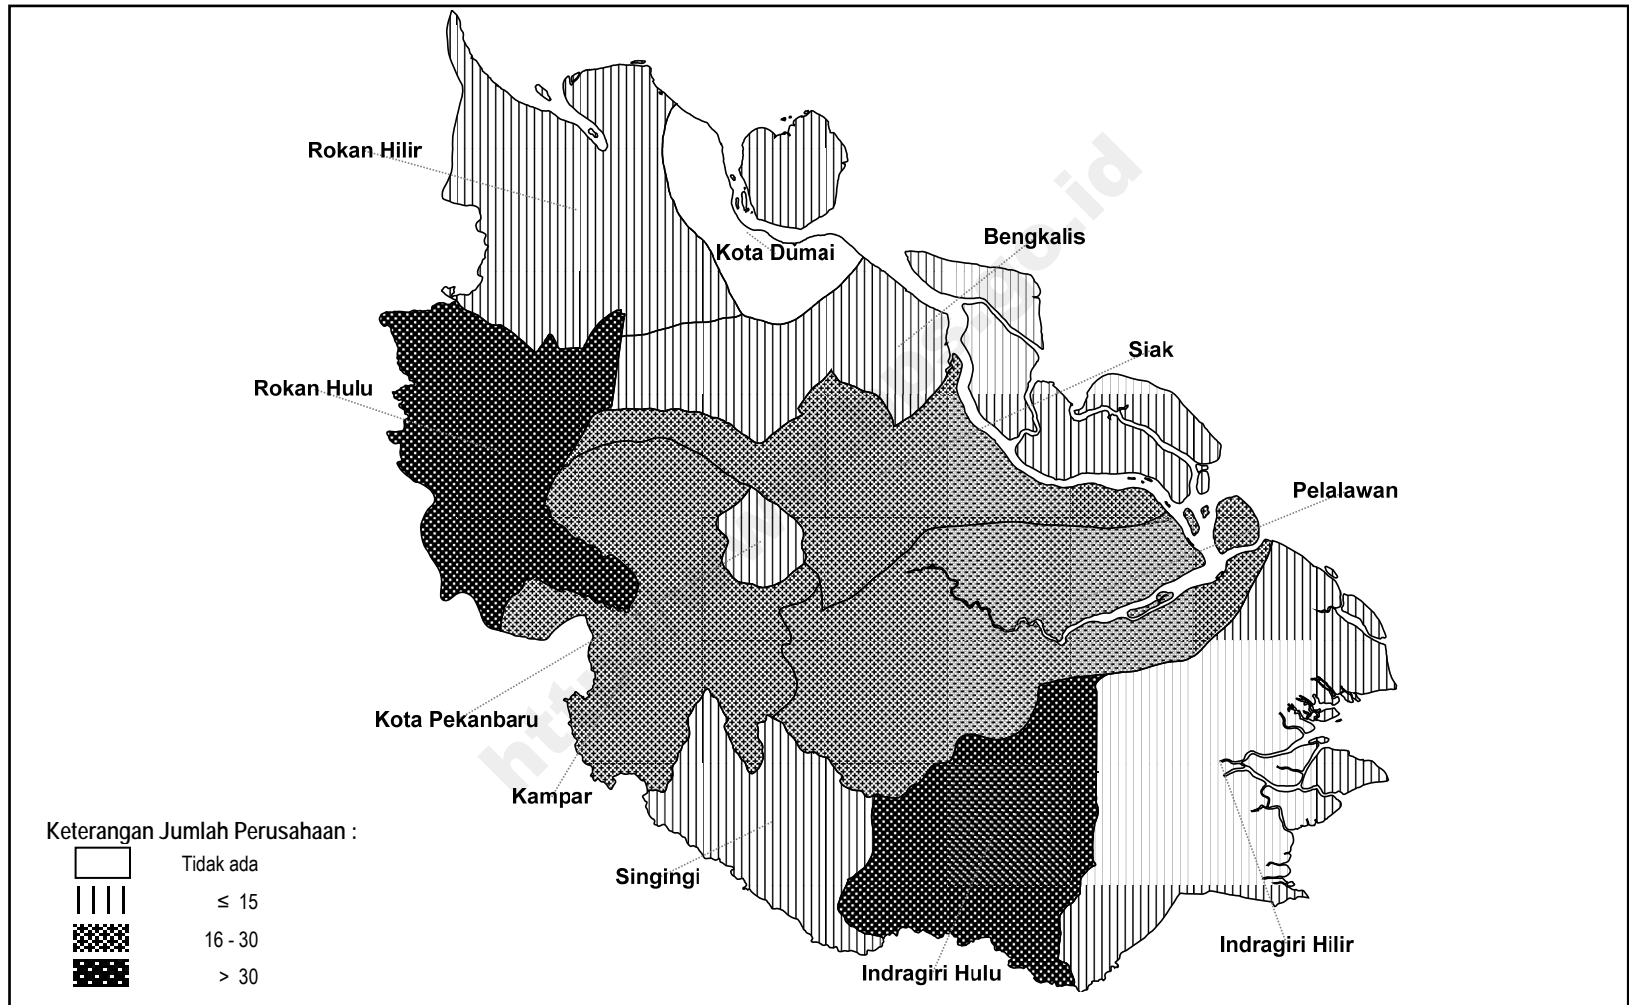 Rokan Hilir
Kota Dumai
Bengkalis
Siak
Rokan Hulu
Pelalawan
Kota Pekanbaru
Kampar
Singingi
Indragiri Hulu
Indragiri Hilir
Keterangan Jumlah Perusahaan :
Tidak ada
≤ 15
16 - 30
> 30